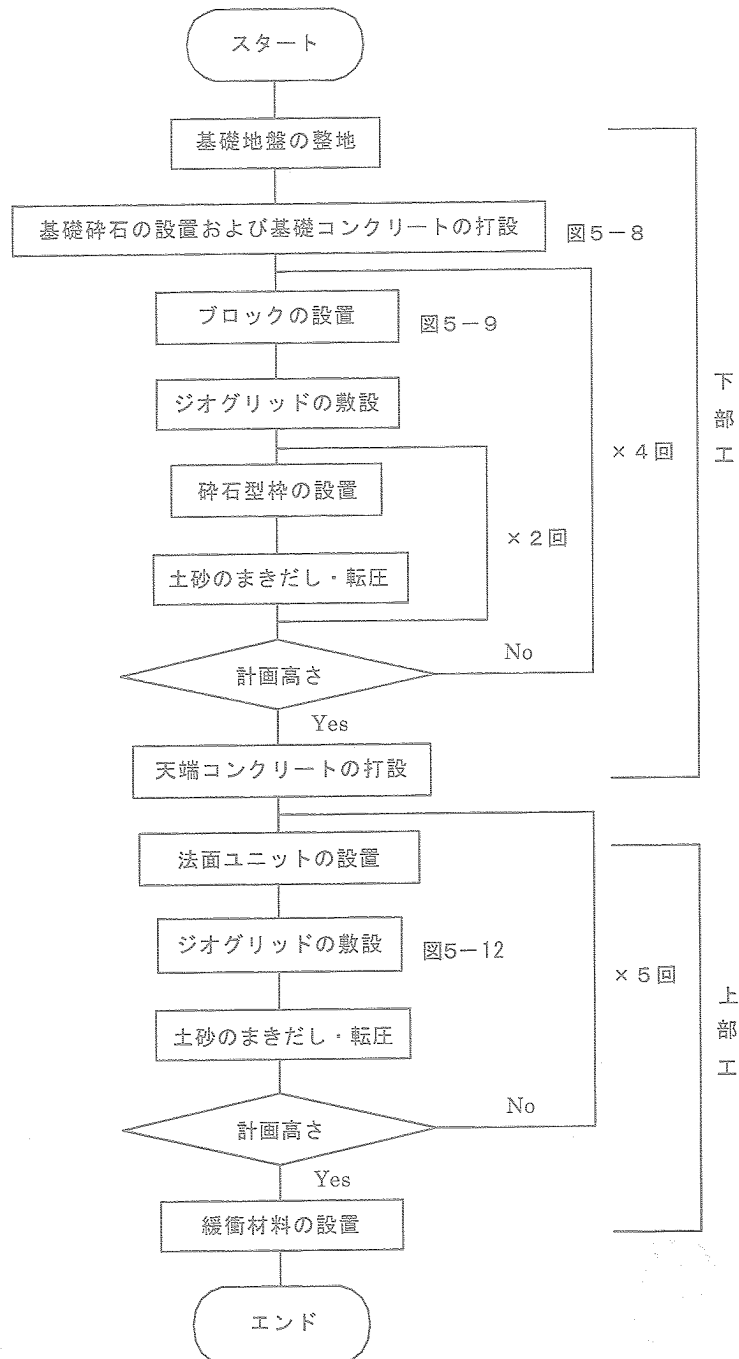 スタート
基礎地盤の整地
基礎砕石の設置および基礎コンクリートの打設
図5－8
ブロックの設置
図5－9
ジオグリッドの敷設
砕石型枠の設置
×2回
×4回
土砂のまきだし・転圧
計画高さ
No
Yes
天端コンクリートの打設
下部工
法面ユニットの設置
ジオグリッドの敷設
図5－12
×5回
土砂のまきだし・転圧
計画高さ
No
Yes
緩衝材料の設置
上部工
エンド